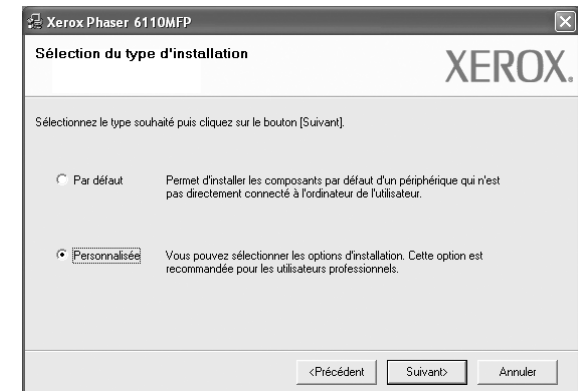 Xerox Phaser 6110MFP
Sélection du type d'installation
XEROX.
Sélectionnez le type souhaité puis cliquez sur le bouton [Suivant].
Par défaut
Permet d'installer les composants par défaut d'un périphérique qui n'est
pas directement connecté à l'ordinateur de l'utilisateur.
Personnalisée
Vous pouvez sélectionner les options d'installation. Cette option est
recommandée pour les utilisateurs professionnels.
<Précédent
Suivant>
Annuler